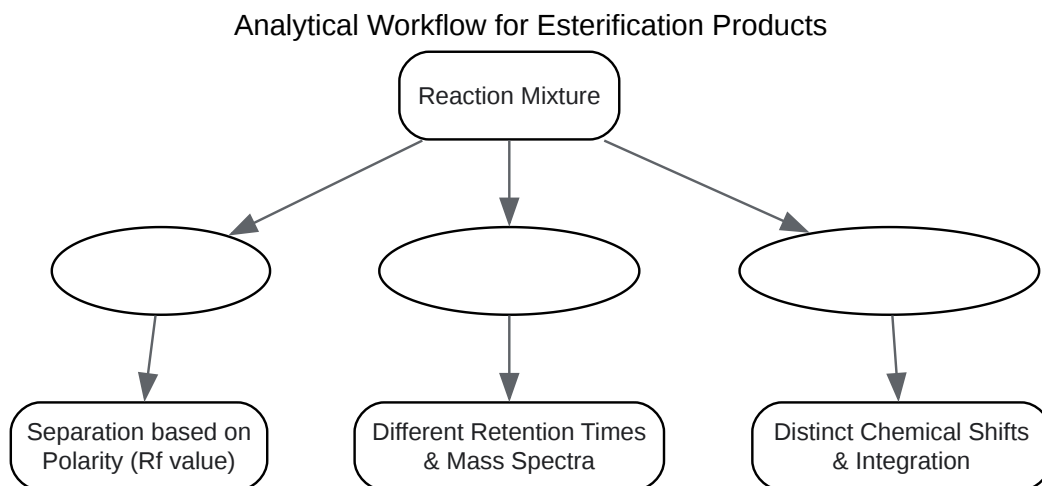 Analytical Workflow for Esterification Products
Reaction Mixture
Separation based on
Polarity (Rf value)
Different Retention Times
& Mass Spectra
Distinct Chemical Shifts
& Integration